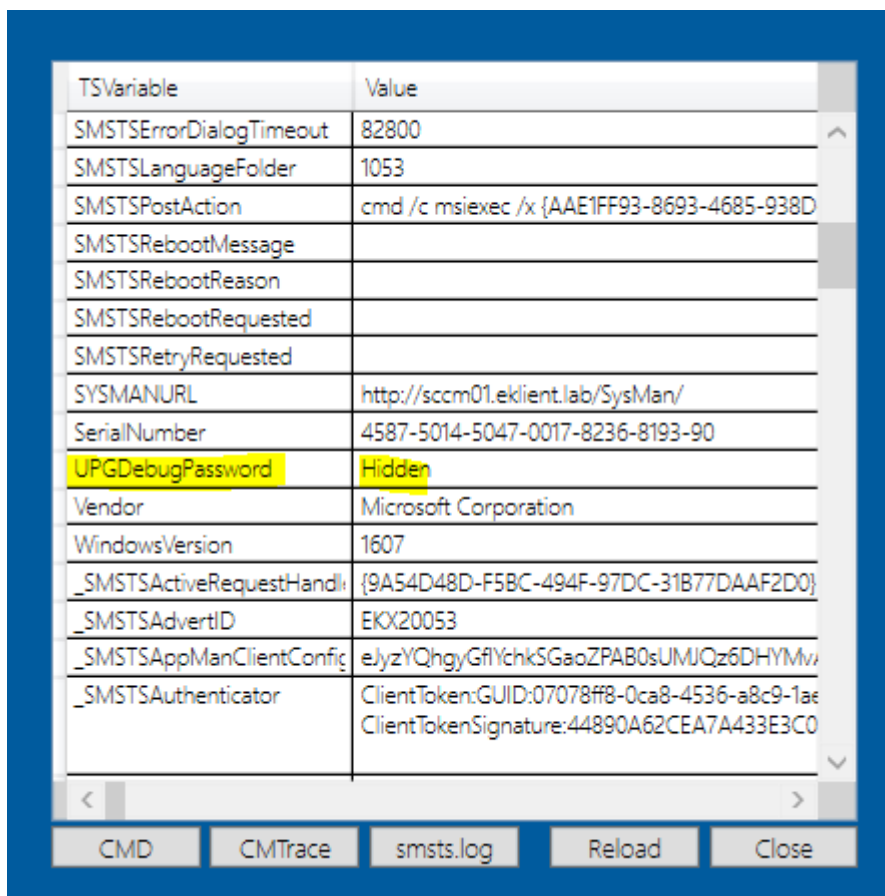 TSVariable Value
SMSTSErrorDialogTimeout 82800
SMSTSLanguageFolder 1053
SMSTSPostAction cmd /c msiexec /x {AAE1FF93-8693-4685-938D
SMSTSRebootMessage
SMSTSRebootReason
SMSTSRebootRequested
SMSTSRetryRequested
SYSMANURL http://sccm01.eklient.lab/SysMan/
SerialNumber 4587-5014-5047-0017-8236-8193-90
UPGDebugPassword Hidden
Vendor Microsoft Corporation
WindowsVersion 1607
_SMSTSActiveRequestHandl {9A54D48D-F5BC-494F-97DC-31B77DAAF2D0}
_SMSTSAdvertID EKX20053
_SMSTSAppManClientConfig
_SMSTSAuthenticator ClientToken:GUID:07078ff8-0ca8-4536-a8c9-1ae
ClientTokenSignature:44890A62CEA7A433E3C0
CMD CMTrace smsts.log Reload Close